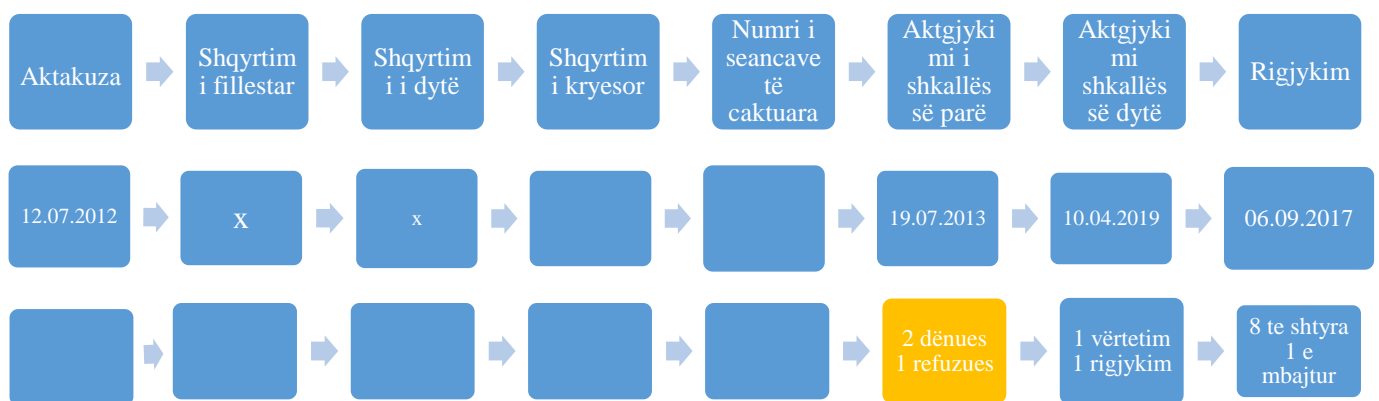 Aktakuza
Shqyrtim
i fillestar
Shqyrtim
i i dytë
Shqyrtim
i kryesor
Numri i
seancave
të
caktuara
Aktgjyki
mi i
shkallës
së parë
Aktgjyki
mi
shkallës
së dytë
Rigjykim
12.07.2012
x
x
19.07.2013
10.04.2019
06.09.2017
2 dënues
1 refuzues
1 vërtetim
1 rigjykim
8 te shtyra
1 e
mbajtur